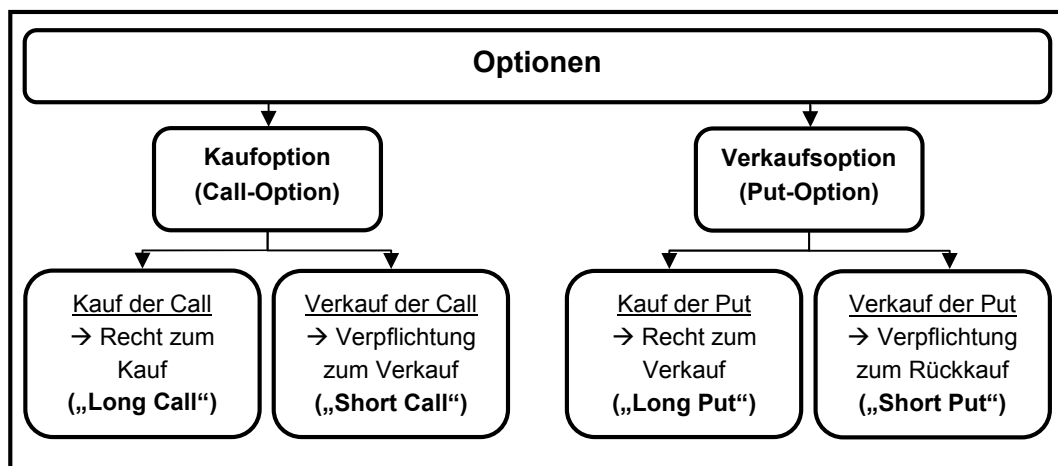 Optionen
Kaufoption
(Call-Option)
Verkaufsoption
(Put-Option)
Kauf der Call
→ Recht zum
Kauf
(„Long Call“)
Verkauf der Call
→ Verpflichtung
zum Verkauf
(„Short Call“)
Kauf der Put
→ Recht zum
Verkauf
(„Long Put“)
Verkauf der Put
→ Verpflichtung
zum Rückkauf
(„Short Put“)